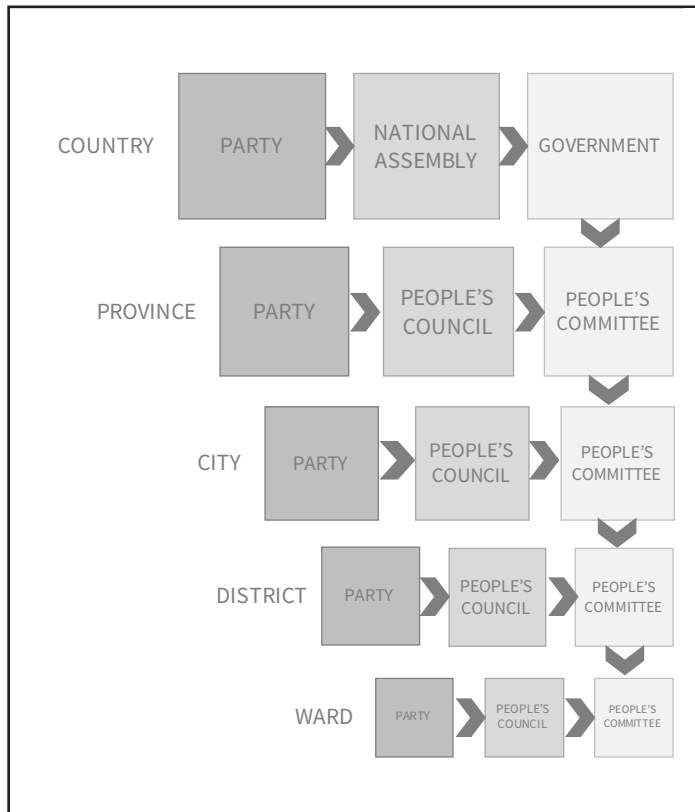 COUNTRY
PARTY
NATIONAL
ASSEMBLY
GOVERNMENT
PROVINCE
PARTY
PEOPLE’S
COUNCIL
PEOPLE’S
COMMITTEE
CITY
PARTY
PEOPLE’S
COUNCIL
PEOPLE’S
COMMITTEE
DISTRICT
PARTY
PEOPLE’S
COUNCIL
PEOPLE’S
COMMITTEE
WARD
PARTY
PEOPLE’S
COUNCIL
PEOPLE’S
COMMITTEE